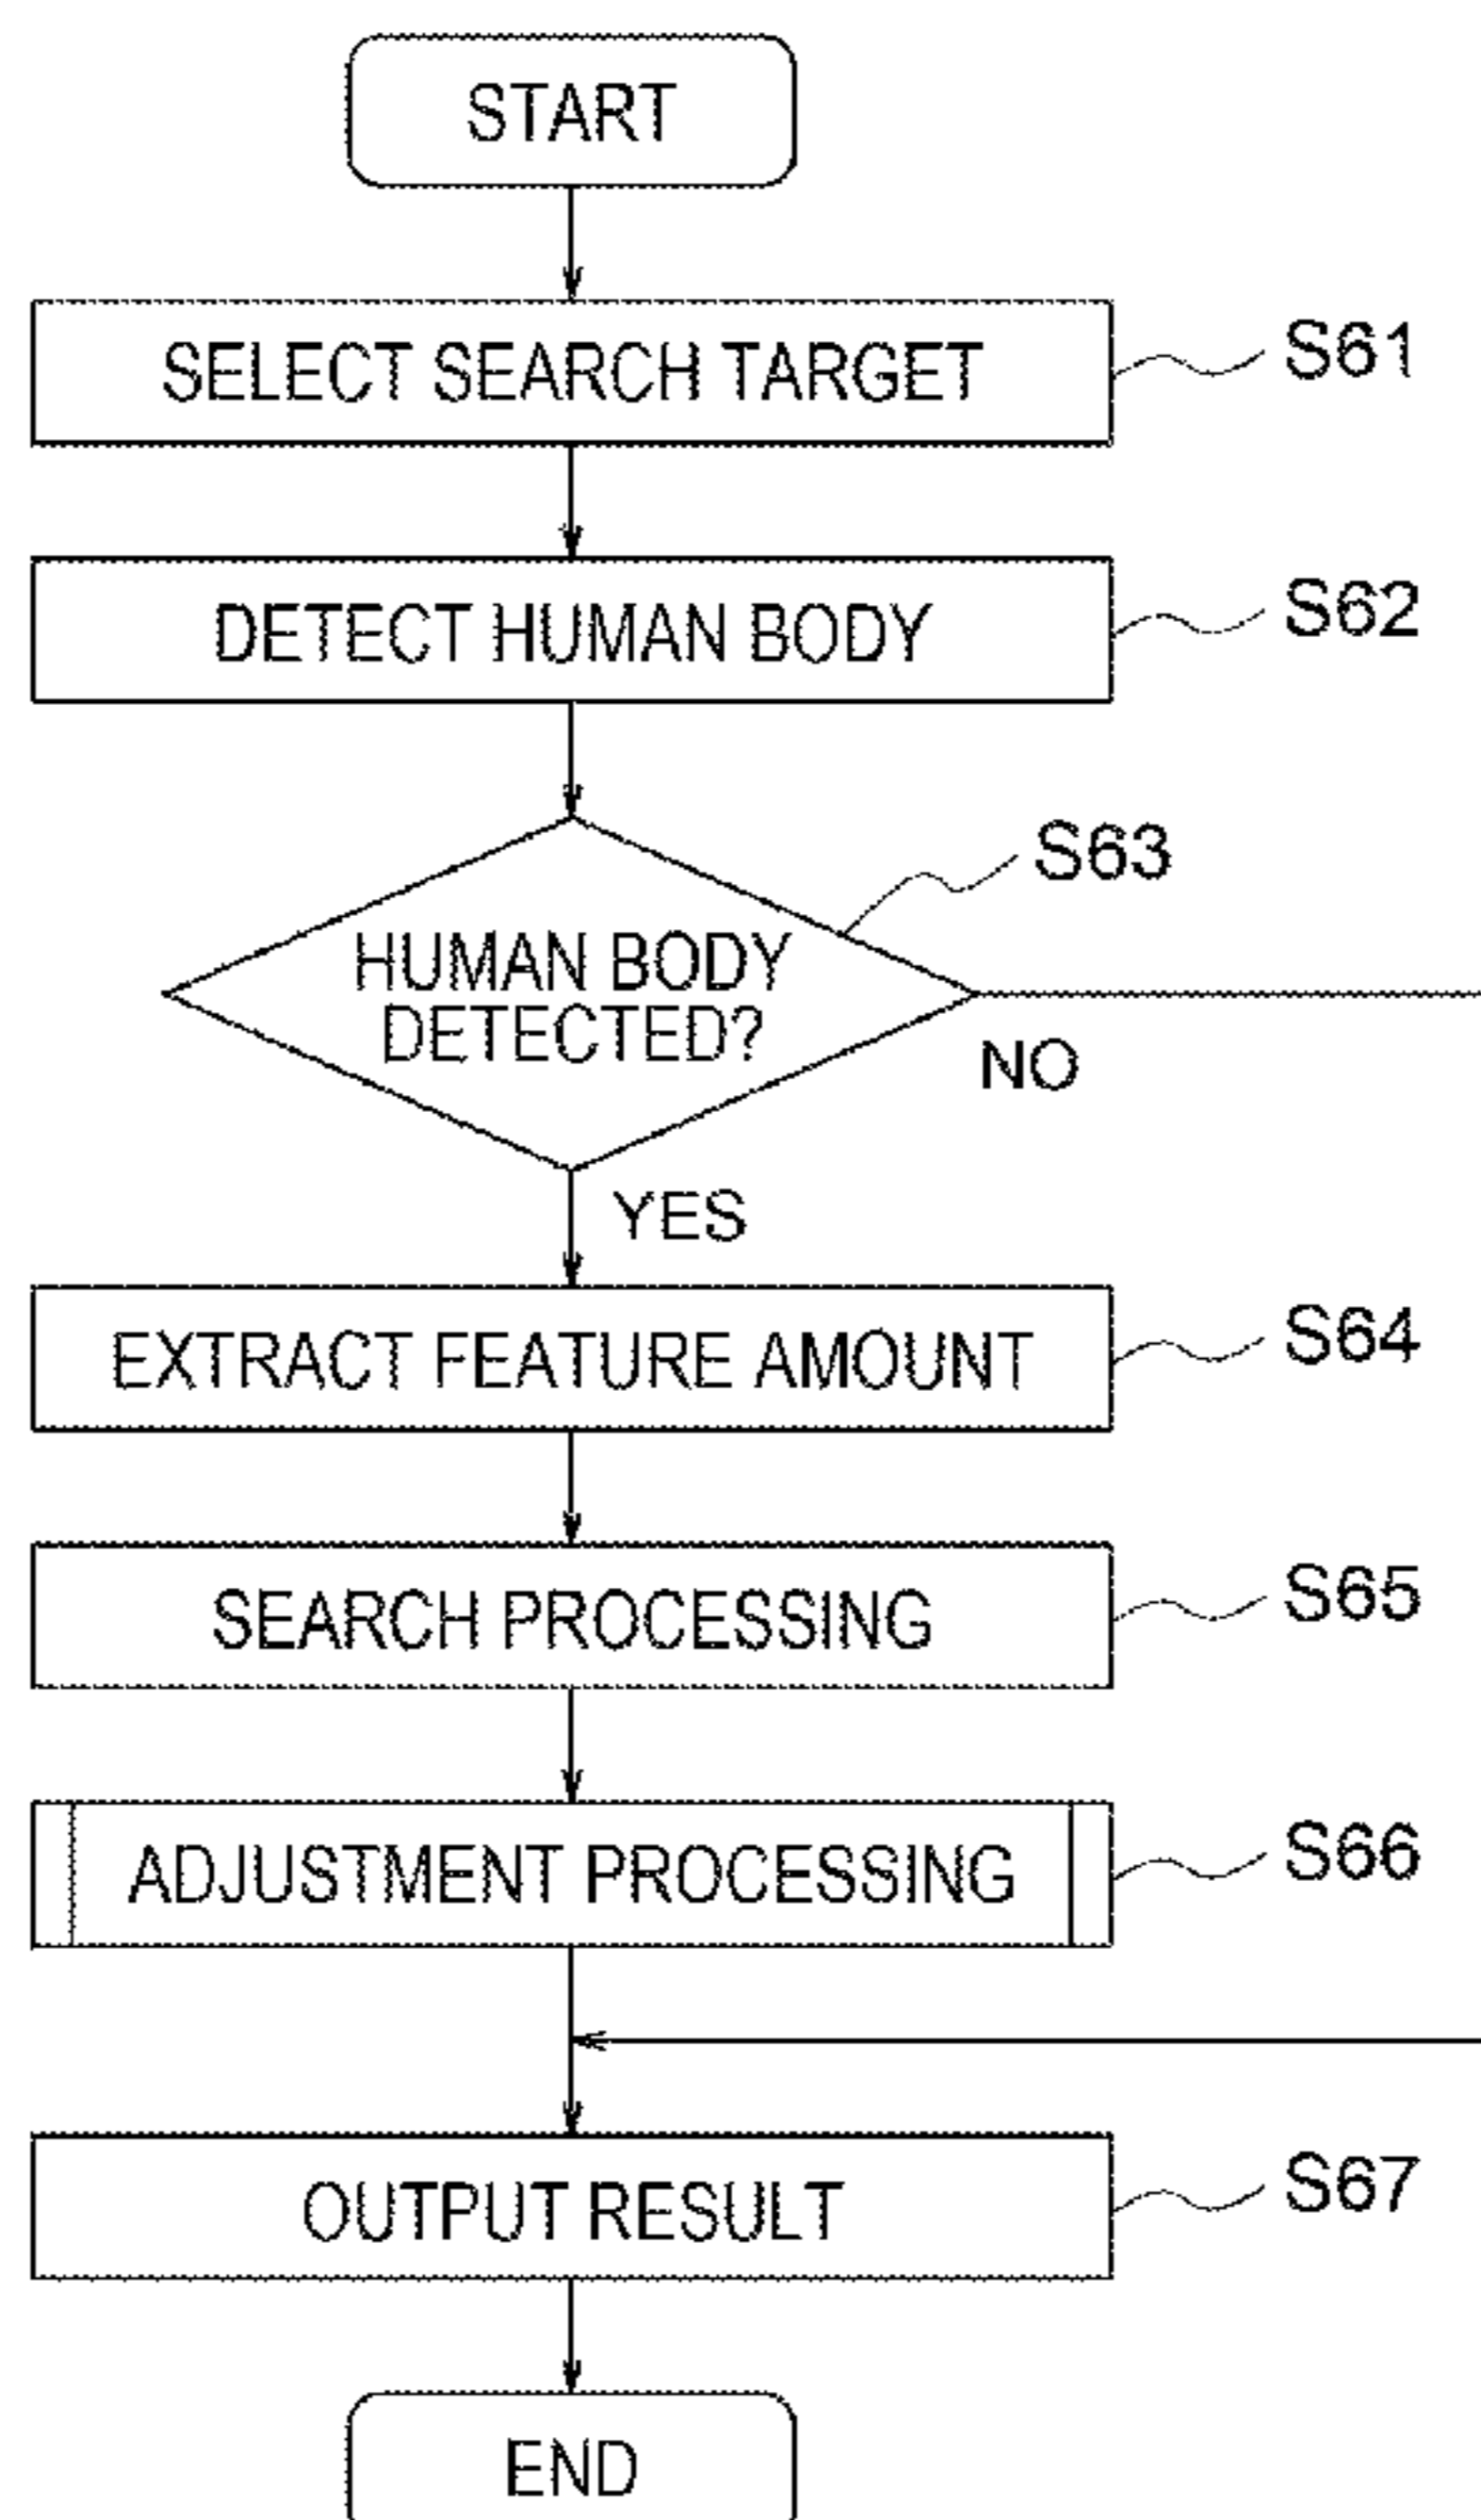 START
SELECT SEARCH TARGET
S61
DETECT HUMAN BODY
S62
S63
HUMAN BODY
DETECTED?
NO
YES
EXTRACT FEATURE AMOUNT
S64
SEARCH PROCESSING
S65
ADJUSTMENT PROCESSING
S66
OUTPUT RESULT
S67
END